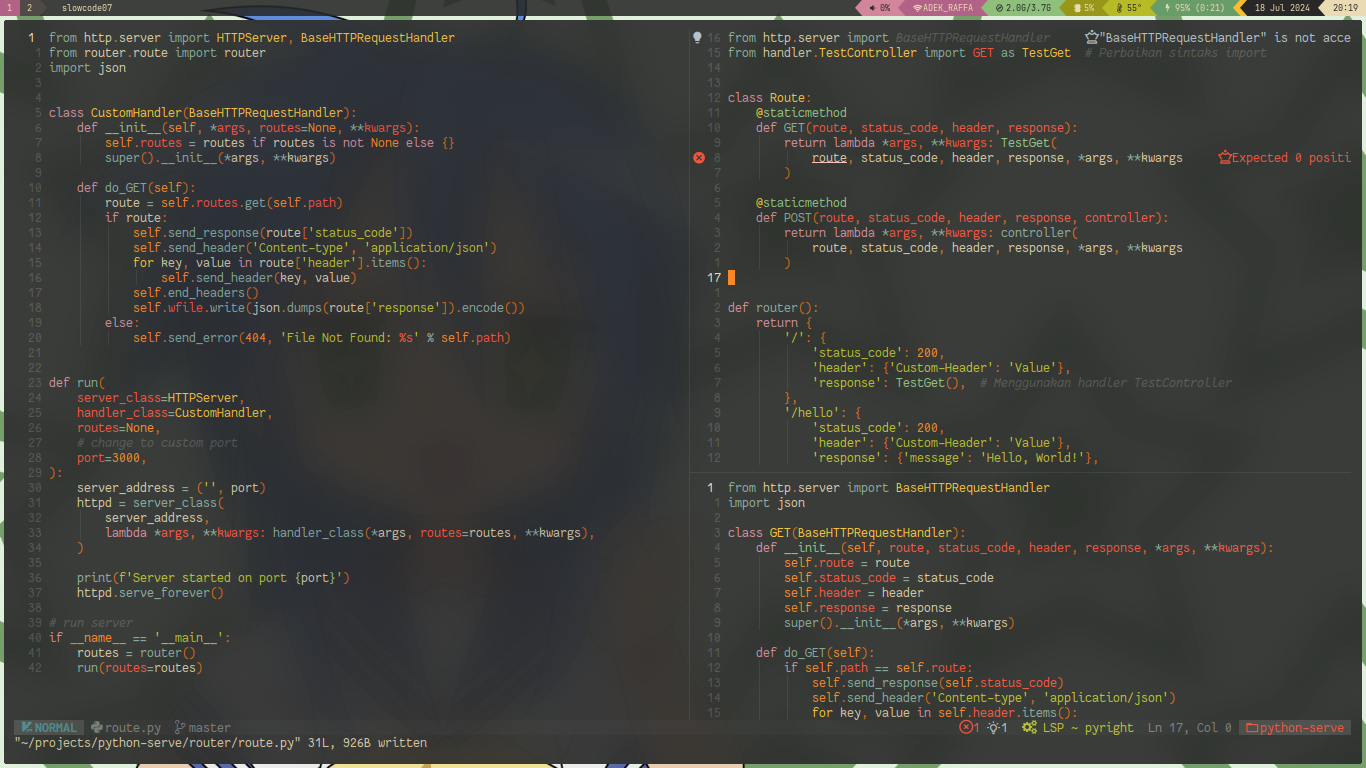 1 2 slowcode07 0% ADEK_RAFFA 2.0G/3.7G 5% 55° 95% (0:21) 18 Jul 2024 20:19
1 from http.server import HTTPServer, BaseHTTPRequestHandler
1 from router.route import router
2 import json
3
4
5 class CustomHandler(BaseHTTPRequestHandler):
6 def __init__(self, *args, routes=None, **kwargs):
7 self.routes = routes if routes is not None else {}
8 super().__init__(*args, **kwargs)
9
10 def do_GET(self):
11 route = self.routes.get(self.path)
12 if route:
13 self.send_response(route['status_code'])
14 self.send_header('Content-type', 'application/json')
15 for key, value in route['header'].items():
16 self.send_header(key, value)
17 self.end_headers()
18 self.wfile.write(json.dumps(route['response']).encode())
19 else:
20 self.send_error(404, 'File Not Found: %s' % self.path)
21
22
23 def run(
24 server_class=HTTPServer,
25 handler_class=CustomHandler,
26 routes=None,
27 # change to custom port
28 port=3000,
29 ):
30 server_address = ('', port)
31 httpd = server_class(
32 server_address,
33 lambda *args, **kwargs: handler_class(*args, routes=routes, **kwargs),
34 )
35
36 print(f'Server started on port {port}')
37 httpd.serve_forever()
38
39 # run server
40 if __name__ == '__main__':
41 routes = router()
42 run(routes=routes)
16 from http.server import BaseHTTPRequestHandler "BaseHTTPRequestHandler" is not acce
15 from handler.TestController import GET as TestGet # Perbaikan sintaks import
14
13
12 class Route:
11 @staticmethod
10 def GET(route, status_code, header, response):
9 return lambda *args, **kwargs: TestGet(
8 route, status_code, header, response, *args, **kwargs Expected 0 positi
7 )
6
5 @staticmethod
4 def POST(route, status_code, header, response, controller):
3 return lambda *args, **kwargs: controller(
2 route, status_code, header, response, *args, **kwargs
1 )
17
1
2 def router():
3 return {
4 '/': {
5 'status_code': 200,
6 'header': {'Custom-Header': 'Value'},
7 'response': TestGet(), # Menggunakan handler TestController
8 },
9 '/hello': {
10 'status_code': 200,
11 'header': {'Custom-Header': 'Value'},
12 'response': {'message': 'Hello, World!'},
1 from http.server import BaseHTTPRequestHandler
1 import json
2
3 class GET(BaseHTTPRequestHandler):
4 def __init__(self, route, status_code, header, response, *args, **kwargs):
5 self.route = route
6 self.status_code = status_code
7 self.header = header
8 self.response = response
9 super().__init__(*args, **kwargs)
10
11 def do_GET(self):
12 if self.path == self.route:
13 self.send_response(self.status_code)
14 self.send_header('Content-type', 'application/json')
15 for key, value in self.header.items():
NORMAL route.py master 1 1 LSP ~ pyright Ln 17, Col 0 python-serve
"~/projects/python-serve/router/route.py" 31L, 926B written